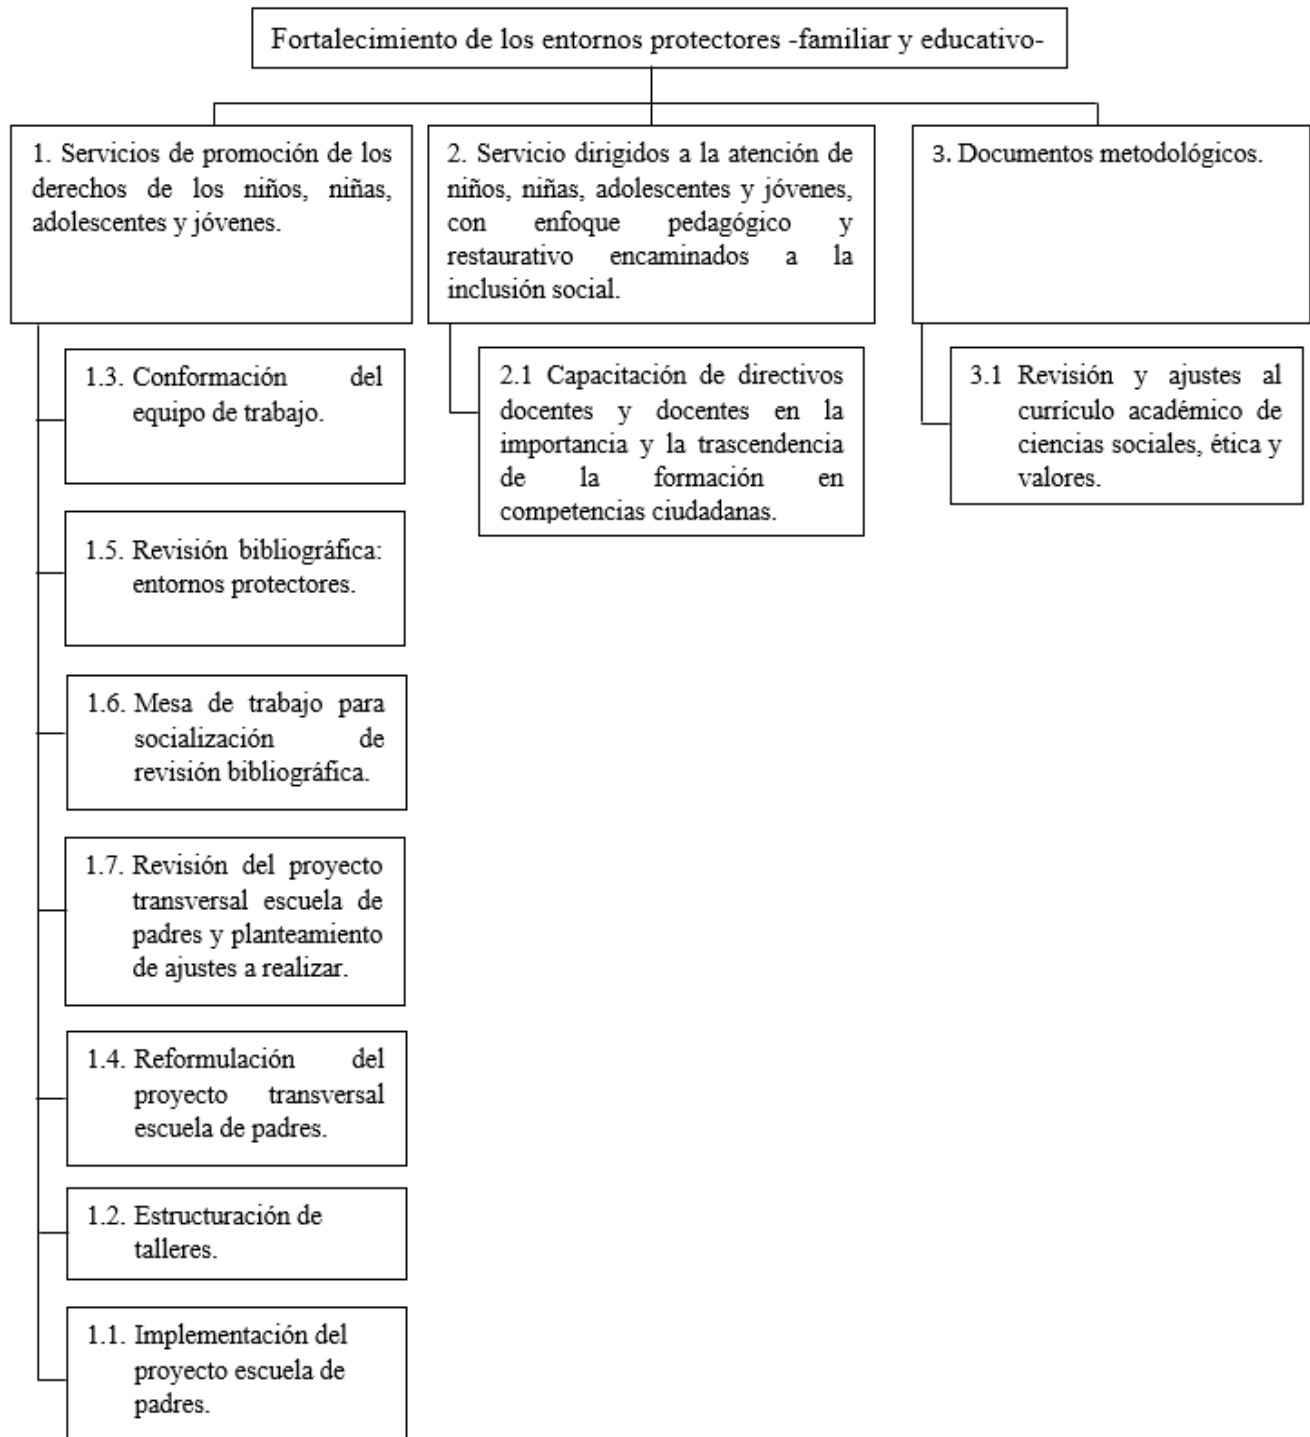 Fortalecimiento de los entornos protectores -familiar y educativo-
1. Servicios de promoción de los
derechos de los niños, niñas,
adolescentes y jóvenes.
2. Servicio dirigidos a la atención de
niños, niñas, adolescentes y jóvenes,
con enfoque pedagógico y
restaurativo encaminados a la
inclusión social.
3. Documentos metodológicos.
1.3. Conformación del
equipo de trabajo.
1.5. Revisión bibliográfica:
entornos protectores.
1.6. Mesa de trabajo para
socialización de
revisión bibliográfica.
1.7. Revisión del proyecto
transversal escuela de
padres y planteamiento
de ajustes a realizar.
1.4. Reformulación del
proyecto transversal
escuela de padres.
1.2. Estructuración de
talleres.
1.1. Implementación del
proyecto escuela de
padres.
2.1 Capacitación de directivos
docentes y docentes en la
importancia y la trascendencia
de la formación en
competencias ciudadanas.
3.1 Revisión y ajustes al
currículo académico de
ciencias sociales, ética y
valores.